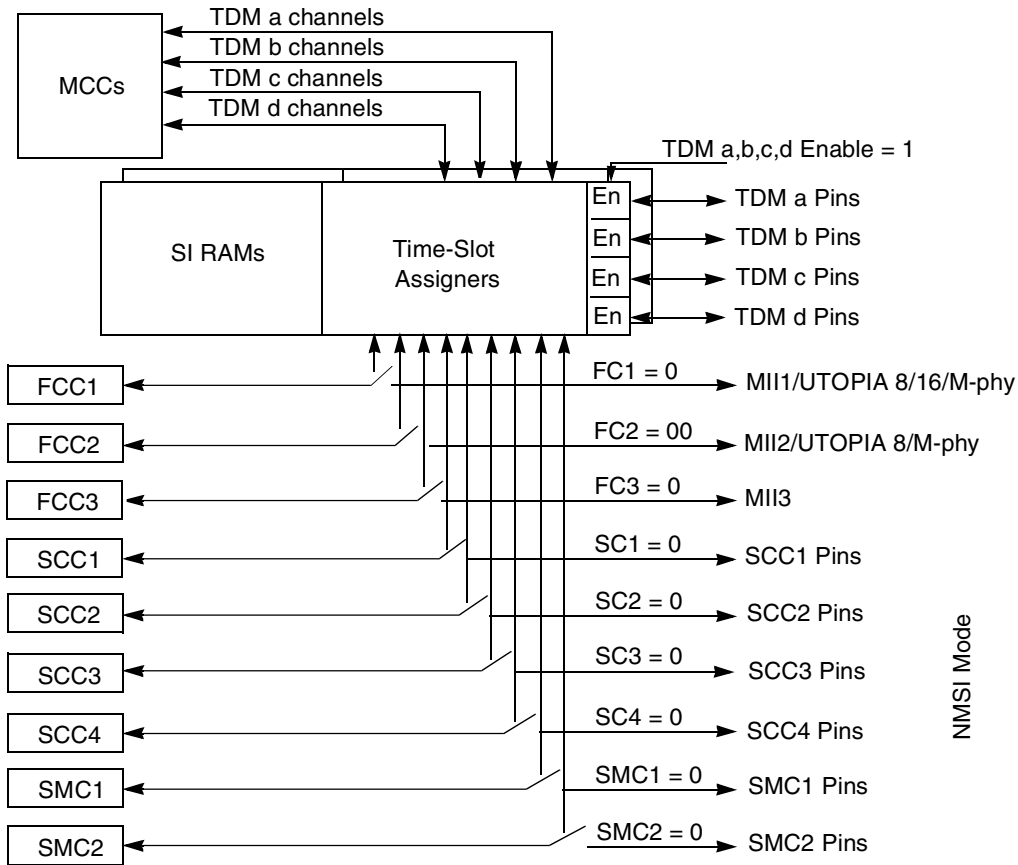 TDM a channels
TDM b channels
TDM c channels
TDM d channels
MCCs
TDM a,b,c,d Enable = 1
SI RAMs
Time-Slot
Assigners
En
TDM a Pins
En
TDM b Pins
En
TDM c Pins
En
TDM d Pins
FCC1
FC1 = 0
MII1/UTOPIA 8/16/M-phy
FCC2
FC2 = 00
MII2/UTOPIA 8/M-phy
FCC3
FC3 = 0
MII3
SCC1
SC1 = 0
SCC1 Pins
SCC2
SC2 = 0
SCC2 Pins
SCC3
SC3 = 0
SCC3 Pins
SCC4
SC4 = 0
SCC4 Pins
SMC1
SMC1 = 0
SMC1 Pins
SMC2
SMC2 = 0
SMC2 Pins
NMSI Mode